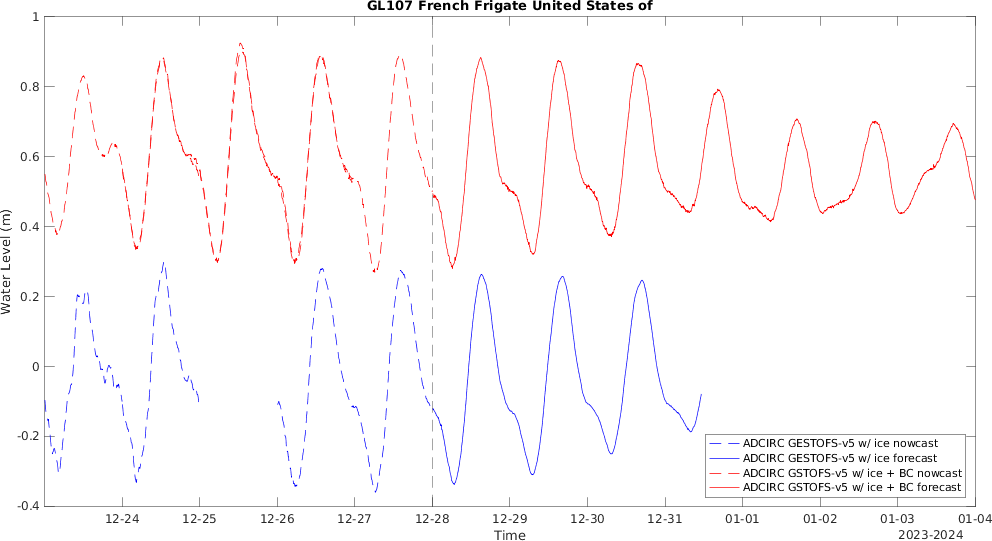 GL107 French Frigate United States of
1
0.8
0.6
0.4
0.2
0
-0.2
-0.4
Water Level (m)
ADCIRC GESTOFS-v5 w/ ice nowcast
ADCIRC GESTOFS-v5 w/ ice forecast
ADCIRC GSTOFS-v5 w/ ice + BC nowcast
ADCIRC GSTOFS-v5 w/ ice + BC forecast
12-24 12-25 12-26 12-27 12-28 12-29 12-30 12-31 01-01 01-02 01-03 01-04
Time
2023-2024